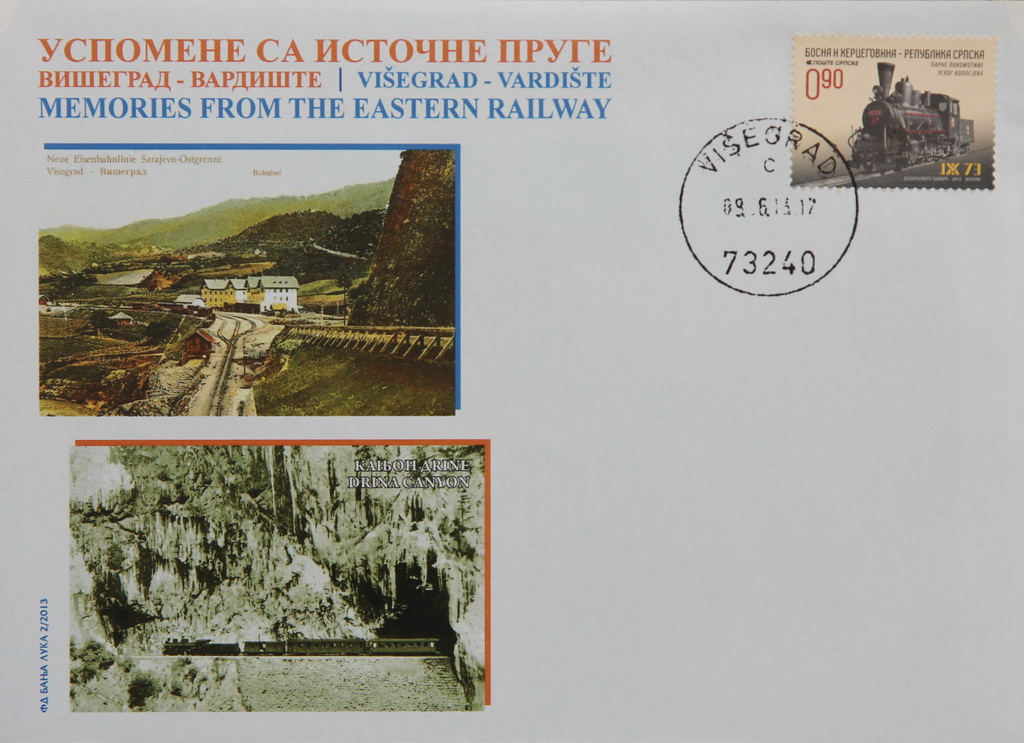 УСПОМЕНЕ СА ИСТОЧНЕ ПРУГЕ
ВИШЕГРАД - ВАРДИШТЕ | VIŠEGRAD - VARDIŠTE
MEMORIES FROM THE EASTERN RAILWAY
Neue Eisenbahnlinie Sarajevo-Ostgrenze
Višegrad – Вишеград
Bahnhof
КАЊОН ДRINE
DRINA CANYON
ФД БАЊА ЛУКА 2/2013
БОСНА И ХЕРЦЕГОВИНА - РЕПУБЛИКА СРПСКА
ПОШТЕ СРПСКЕ
0,90
ПАРНЕ ЛОКОМОТИВЕ
УСКОГ КОЛОСЈЕКА
ЈЖ 73
VIŠEGRAD
C
73240